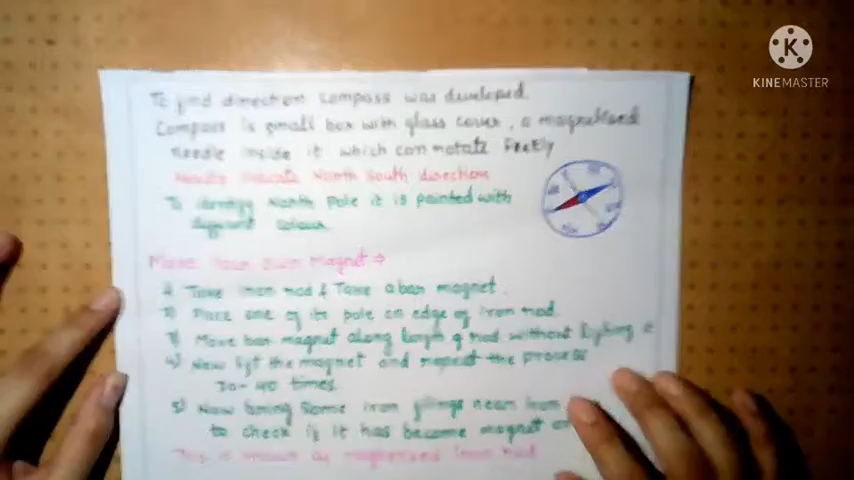 KINEMASTER
To find direction compass was developed.
Compass is small box with glass cover, a magnetized
needle inside it which can rotate freely
Needle indicate North South direction
To identify North Pole it is painted with
different colour
Make Your Own Magnet ⇒
1) Take iron rod & Take a bar magnet.
2) Place one of its pole on edge of iron rod.
3) Move bar magnet along length of rod without lifting it
4) Now lift the magnet and repeat the process
30-40 times
5) Now bring some iron filings near iron
to check if it has become magnet or
This is known as magnetised iron rod